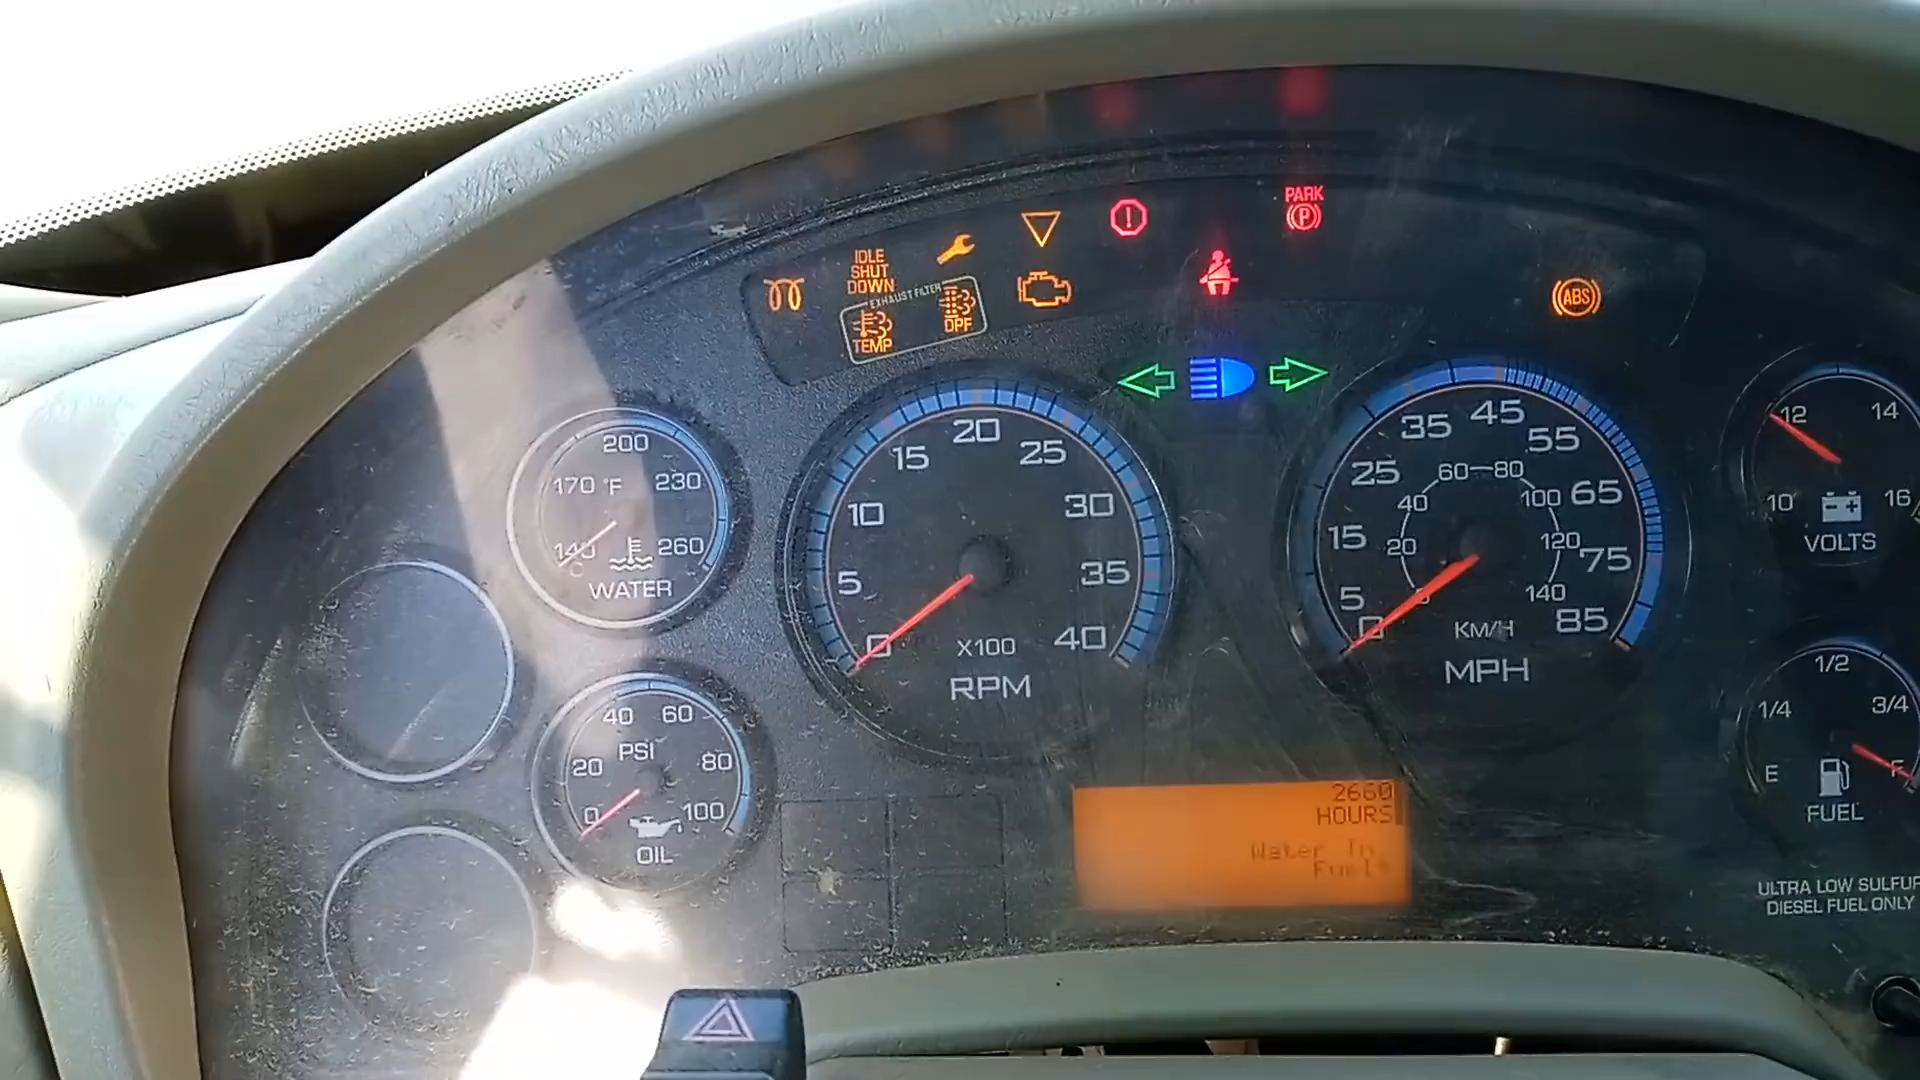 PARK
P
!
IDLE
SHUT
DOWN
EXHAUST FILTER
DPF
TEMP
ABS
200
170 °F 230
140 260
C
WATER
15 20 25
10 30
5 35
0 X100 40
RPM
35 45 55
25 60 80 65
40 100
15 20 120 75
5 140
0 KM/H 85
MPH
12 14
10 16
VOLTS
40 60
PSI
20 80
0 100
OIL
1/2
1/4 3/4
E F
FUEL
2660
HOURS
Water In
Fuel
ULTRA LOW SULFUR
DIESEL FUEL ONLY